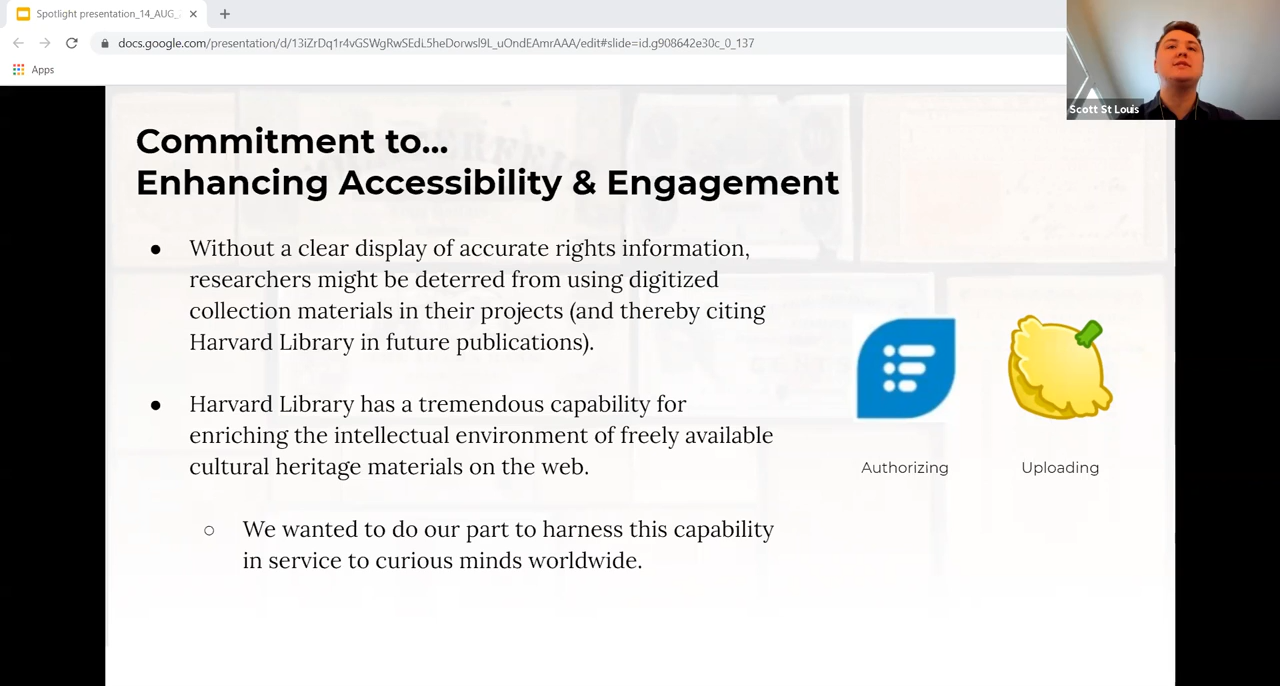 Spotlight presentation_14_AUG_
docs.google.com/presentation/d/13iZrDq1r4vGSWgRwSEdL5heDorwsl9L_uOndEAmrAAA/edit#slide=id.g908642e30c_0_137
Apps
Scott St Louis
Commitment to...
Enhancing Accessibility & Engagement
● Without a clear display of accurate rights information,
researchers might be deterred from using digitized
collection materials in their projects (and thereby citing
Harvard Library in future publications).
● Harvard Library has a tremendous capability for
enriching the intellectual environment of freely available
cultural heritage materials on the web.
○ We wanted to do our part to harness this capability
in service to curious minds worldwide.
Authorizing
Uploading